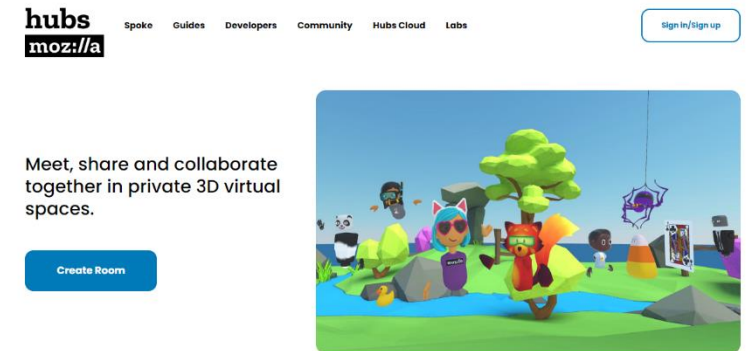 hubs
moz://a
Spoke Guides Developers Community Hubs Cloud Labs
Sign in/Sign up
Meet, share and collaborate
together in private 3D virtual
spaces.
Create Room
mozilla